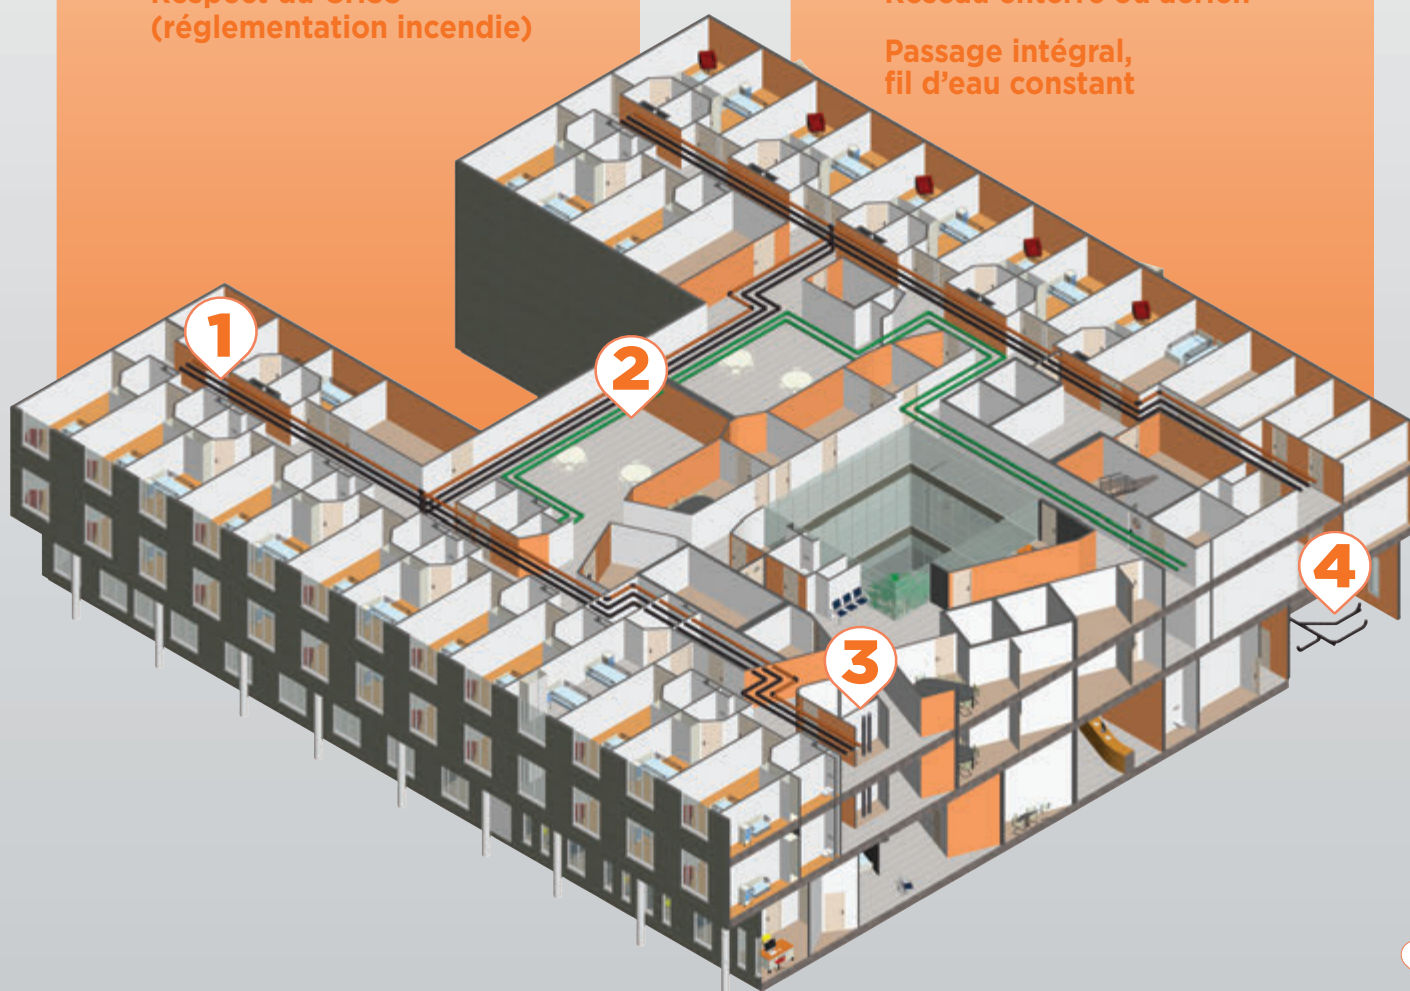 (réglementation incendie)
Passage intégral,
fil d'eau constant
1
2
3
4